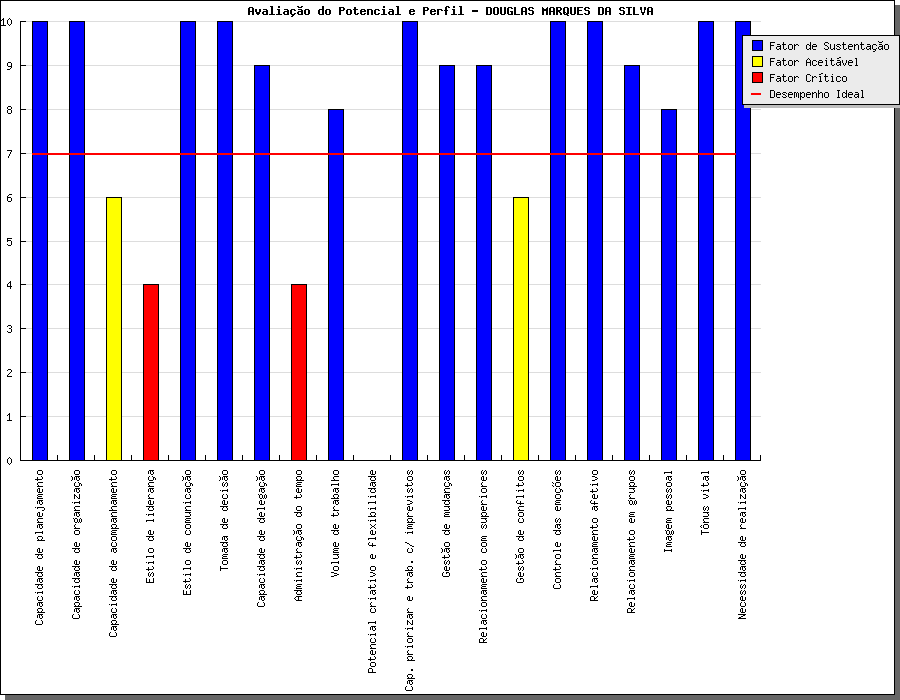 Avaliação do Potencial e Perfil - DOUGLAS MARQUES DA SILVA
Fator de Sustentação
Fator Aceitável
Fator Crítico
Desempenho Ideal
10
9
8
7
6
5
4
3
2
1
0
Capacidade de planejamento
Capacidade de organização
Capacidade de acompanhamento
Estilo de liderança
Estilo de comunicação
Tomada de decisão
Capacidade de delegação
Administração do tempo
Volume de trabalho
Potencial criativo e flexibilidade
Cap. priorizar e trab. c/ imprevistos
Gestão de mudanças
Relacionamento com superiores
Gestão de conflitos
Controle das emoções
Relacionamento afetivo
Relacionamento em grupos
Imagem pessoal
Tônus vital
Necessidade de realização